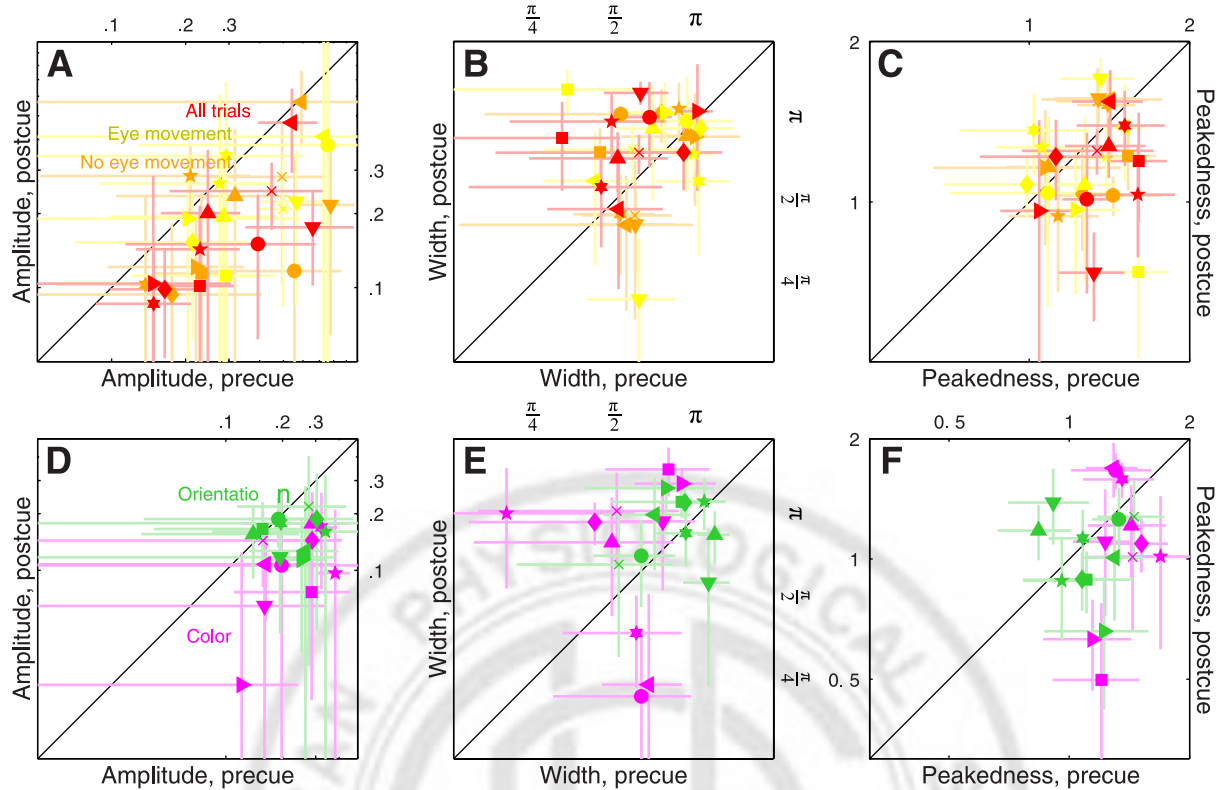 .1 .2 .3
π/4 π/2 π
1 2
A
B
C
All trials
Eye movement
No eye movement
Amplitude, postcue
.3
.2
.1
Width, postcue
π
π/2
π/4
2
1
Peakedness, postcue
Amplitude, precue
Width, precue
Peakedness, precue
.1 .2 .3
π/4 π/2 π
0. 5 1 2
D
E
F
Orientatio n
Color
Amplitude, postcue
.3
.2
.1
Width, postcue
π
π/2
π/4
2
1
0. 5
Peakedness, postcue
Amplitude, precue
Width, precue
Peakedness, precue